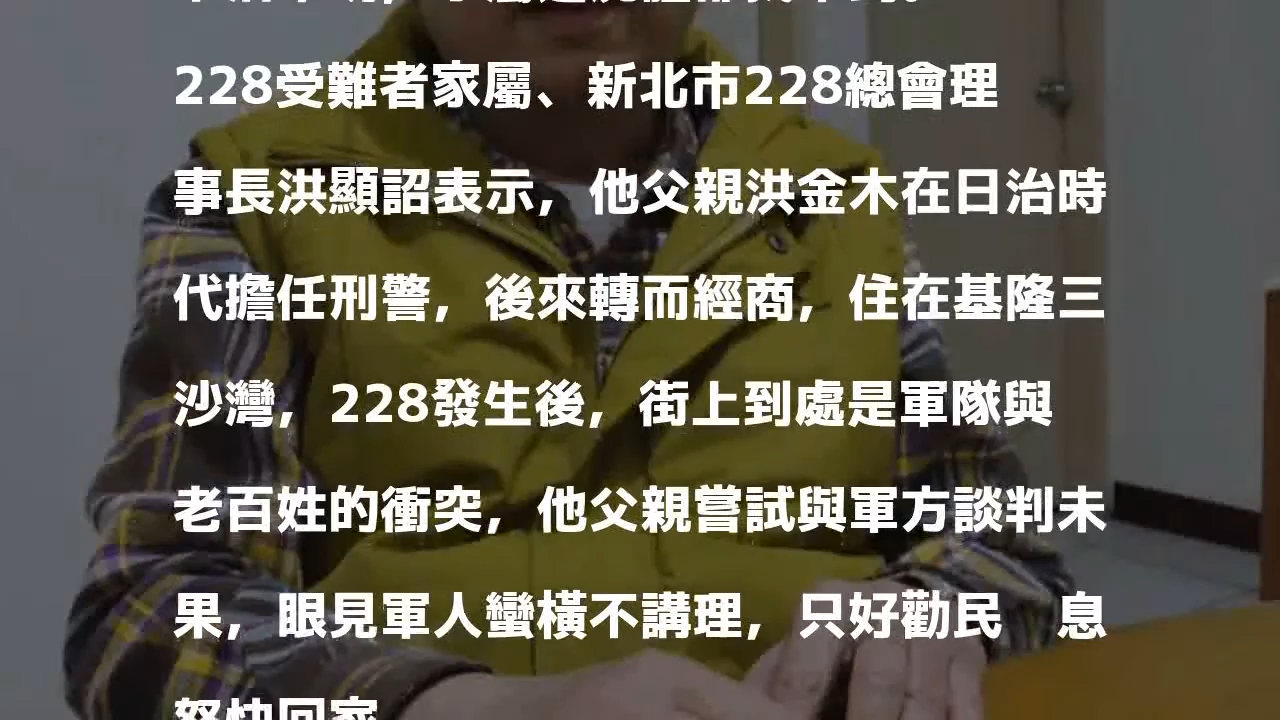 228受難者家屬、新北市228總會理
事長洪顯詔表示，他父親洪金木在日治時
代擔任刑警，後來轉而經商，住在基隆三
沙灣，228發生後，街上到處是軍隊與
老百姓的衝突，他父親嘗試與軍方談判未
果，眼見軍人蠻橫不講理，只好勸民　息
怒快回家